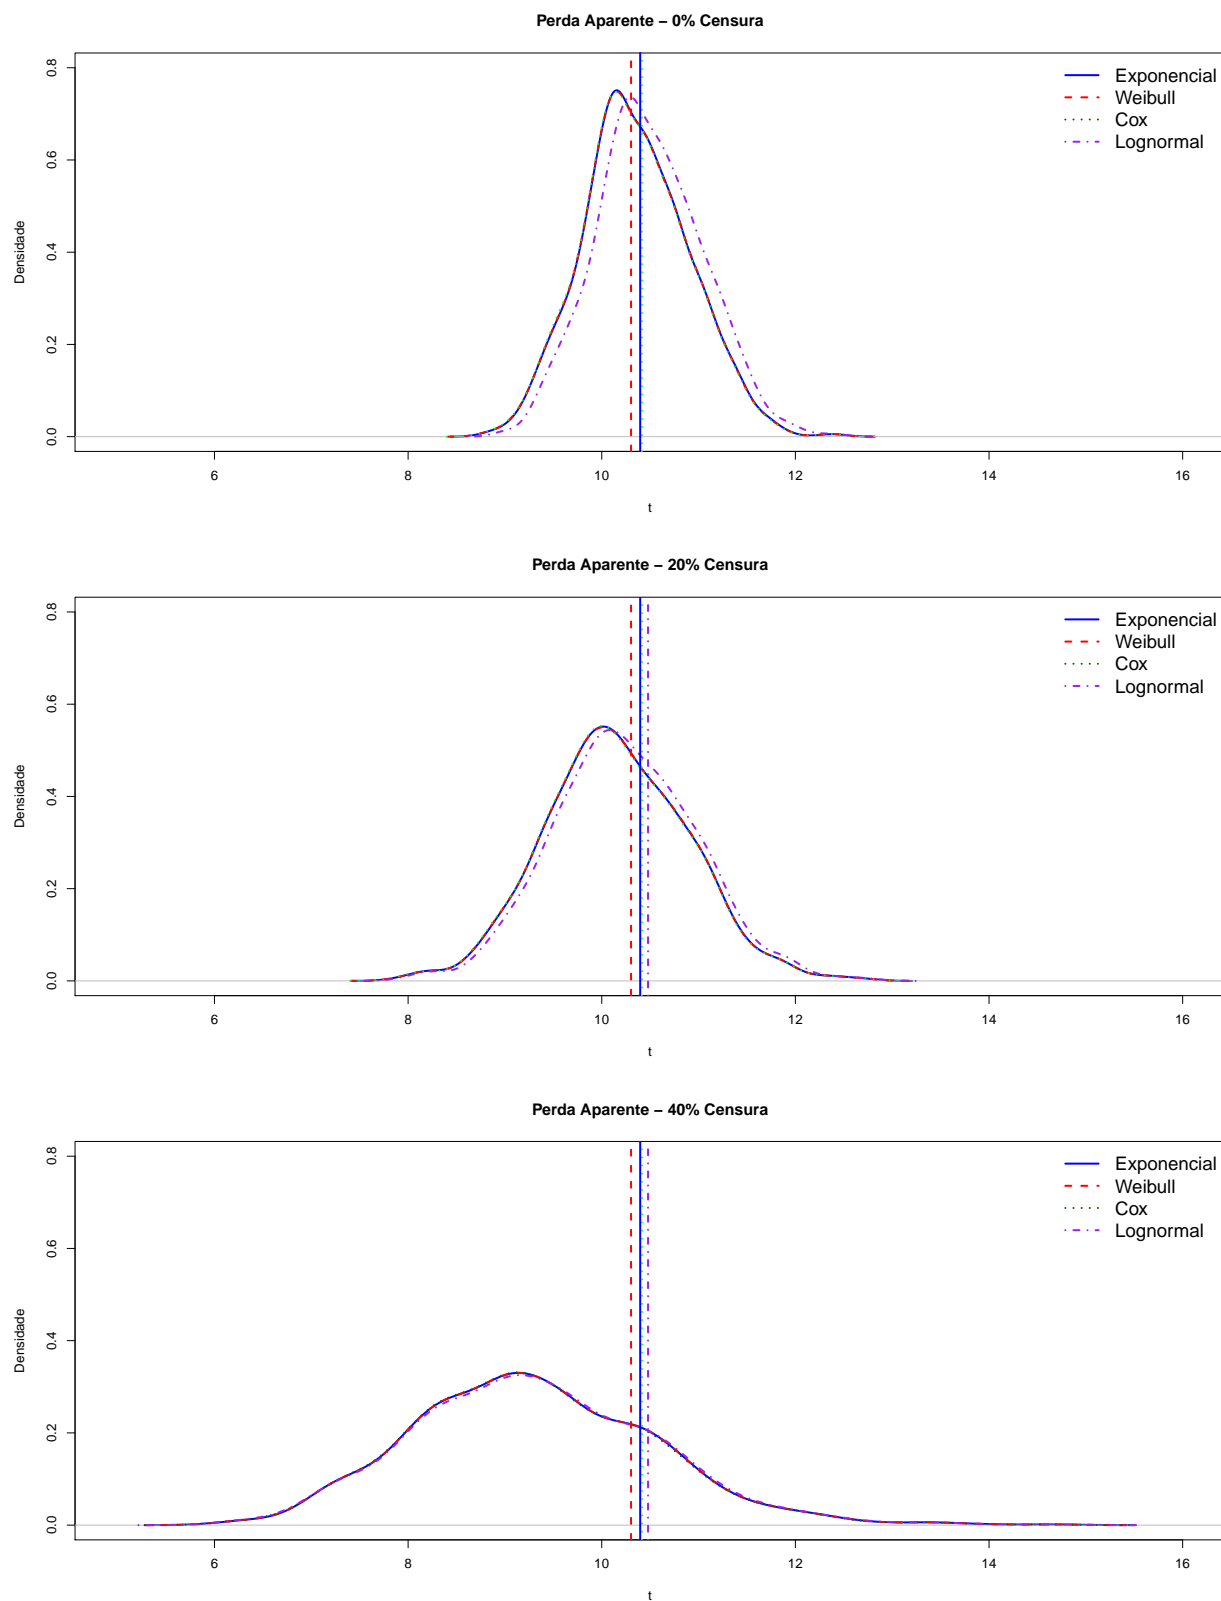 Perda Aparente – 0% Censura
Densidade
0.8
0.6
0.4
0.2
0.0
Exponencial
Weibull
Cox
Lognormal
6 8 10 12 14 16
t
Perda Aparente – 20% Censura
Densidade
0.8
0.6
0.4
0.2
0.0
Exponencial
Weibull
Cox
Lognormal
6 8 10 12 14 16
t
Perda Aparente – 40% Censura
Densidade
0.8
0.6
0.4
0.2
0.0
Exponencial
Weibull
Cox
Lognormal
6 8 10 12 14 16
t